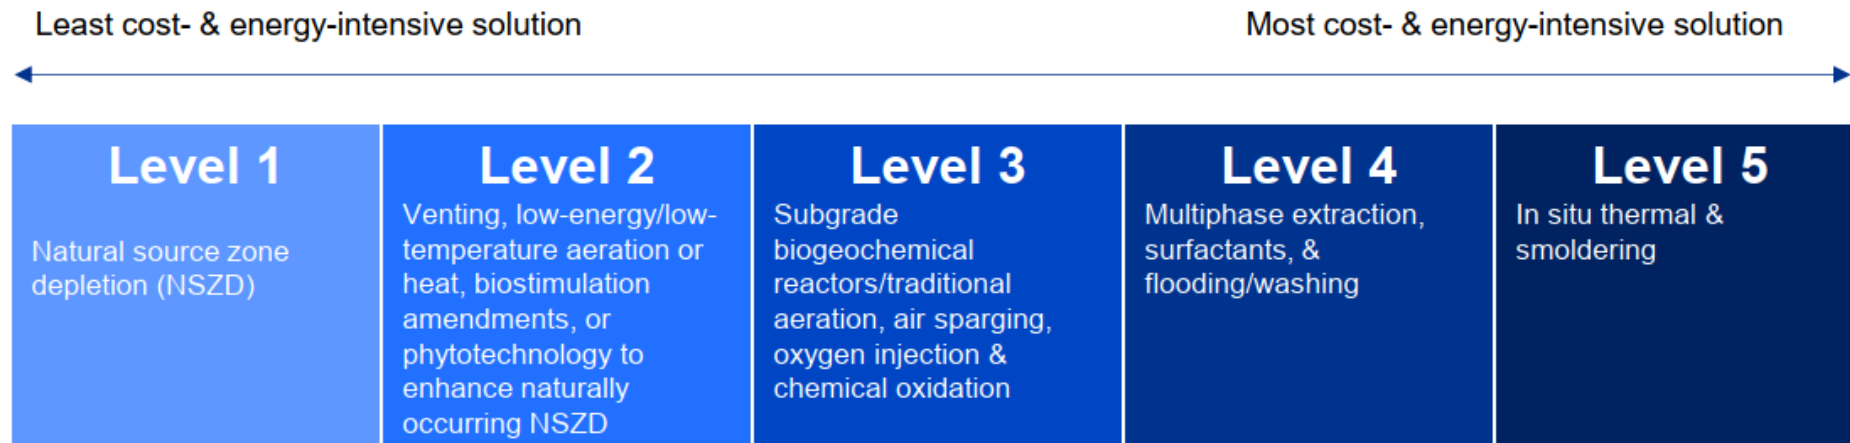 Least cost- & energy-intensive solution
Most cost- & energy-intensive solution
Level 1
Natural source zone
depletion (NSZD)
Level 2
Venting, low-energy/low-
temperature aeration or
heat, biostimulation
amendments, or
phytotechnology to
enhance naturally
occurring NSZD
Level 3
Subgrade
biogeochemical
reactors/traditional
aeration, air sparging,
oxygen injection &
chemical oxidation
Level 4
Multiphase extraction,
surfactants, &
flooding/washing
Level 5
In situ thermal &
smoldering